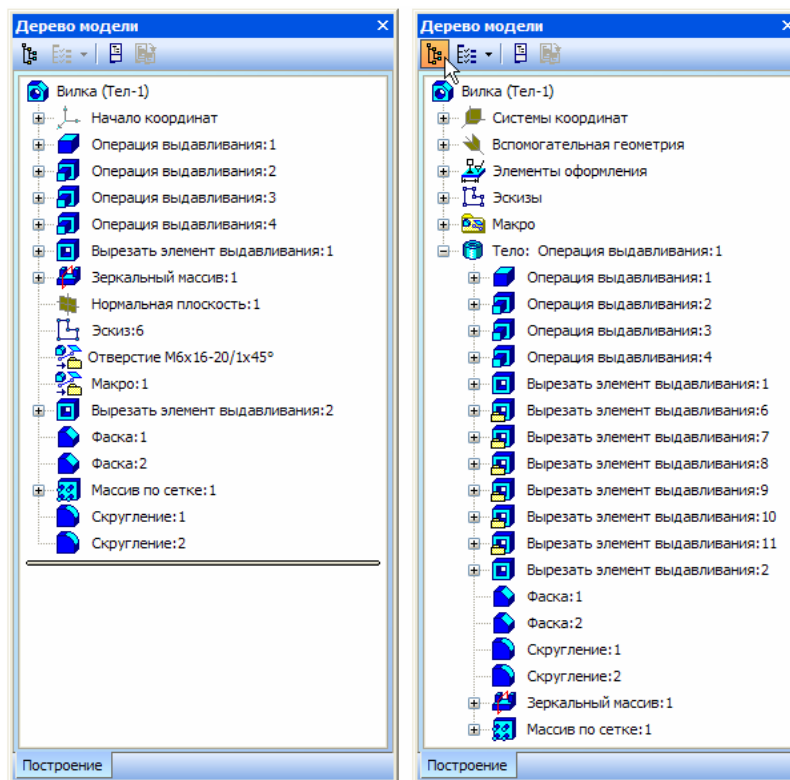 Дерево модели
Вилка (Тел-1)
Начало координат
Операция выдавливания:1
Операция выдавливания:2
Операция выдавливания:3
Операция выдавливания:4
Вырезать элемент выдавливания:1
Зеркальный массив:1
Нормальная плоскость:1
Эскиз:6
Отверстие М6х16-20/1х45°
Макро:1
Вырезать элемент выдавливания:2
Фаска:1
Фаска:2
Массив по сетке:1
Скругление:1
Скругление:2
Построение
Дерево модели
Вилка (Тел-1)
Системы координат
Вспомогательная геометрия
Элементы оформления
Эскизы
Макро
Тело: Операция выдавливания:1
Операция выдавливания:1
Операция выдавливания:2
Операция выдавливания:3
Операция выдавливания:4
Вырезать элемент выдавливания:1
Вырезать элемент выдавливания:6
Вырезать элемент выдавливания:7
Вырезать элемент выдавливания:8
Вырезать элемент выдавливания:9
Вырезать элемент выдавливания:10
Вырезать элемент выдавливания:11
Вырезать элемент выдавливания:2
Фаска:1
Фаска:2
Скругление:1
Скругление:2
Зеркальный массив:1
Массив по сетке:1
Построение